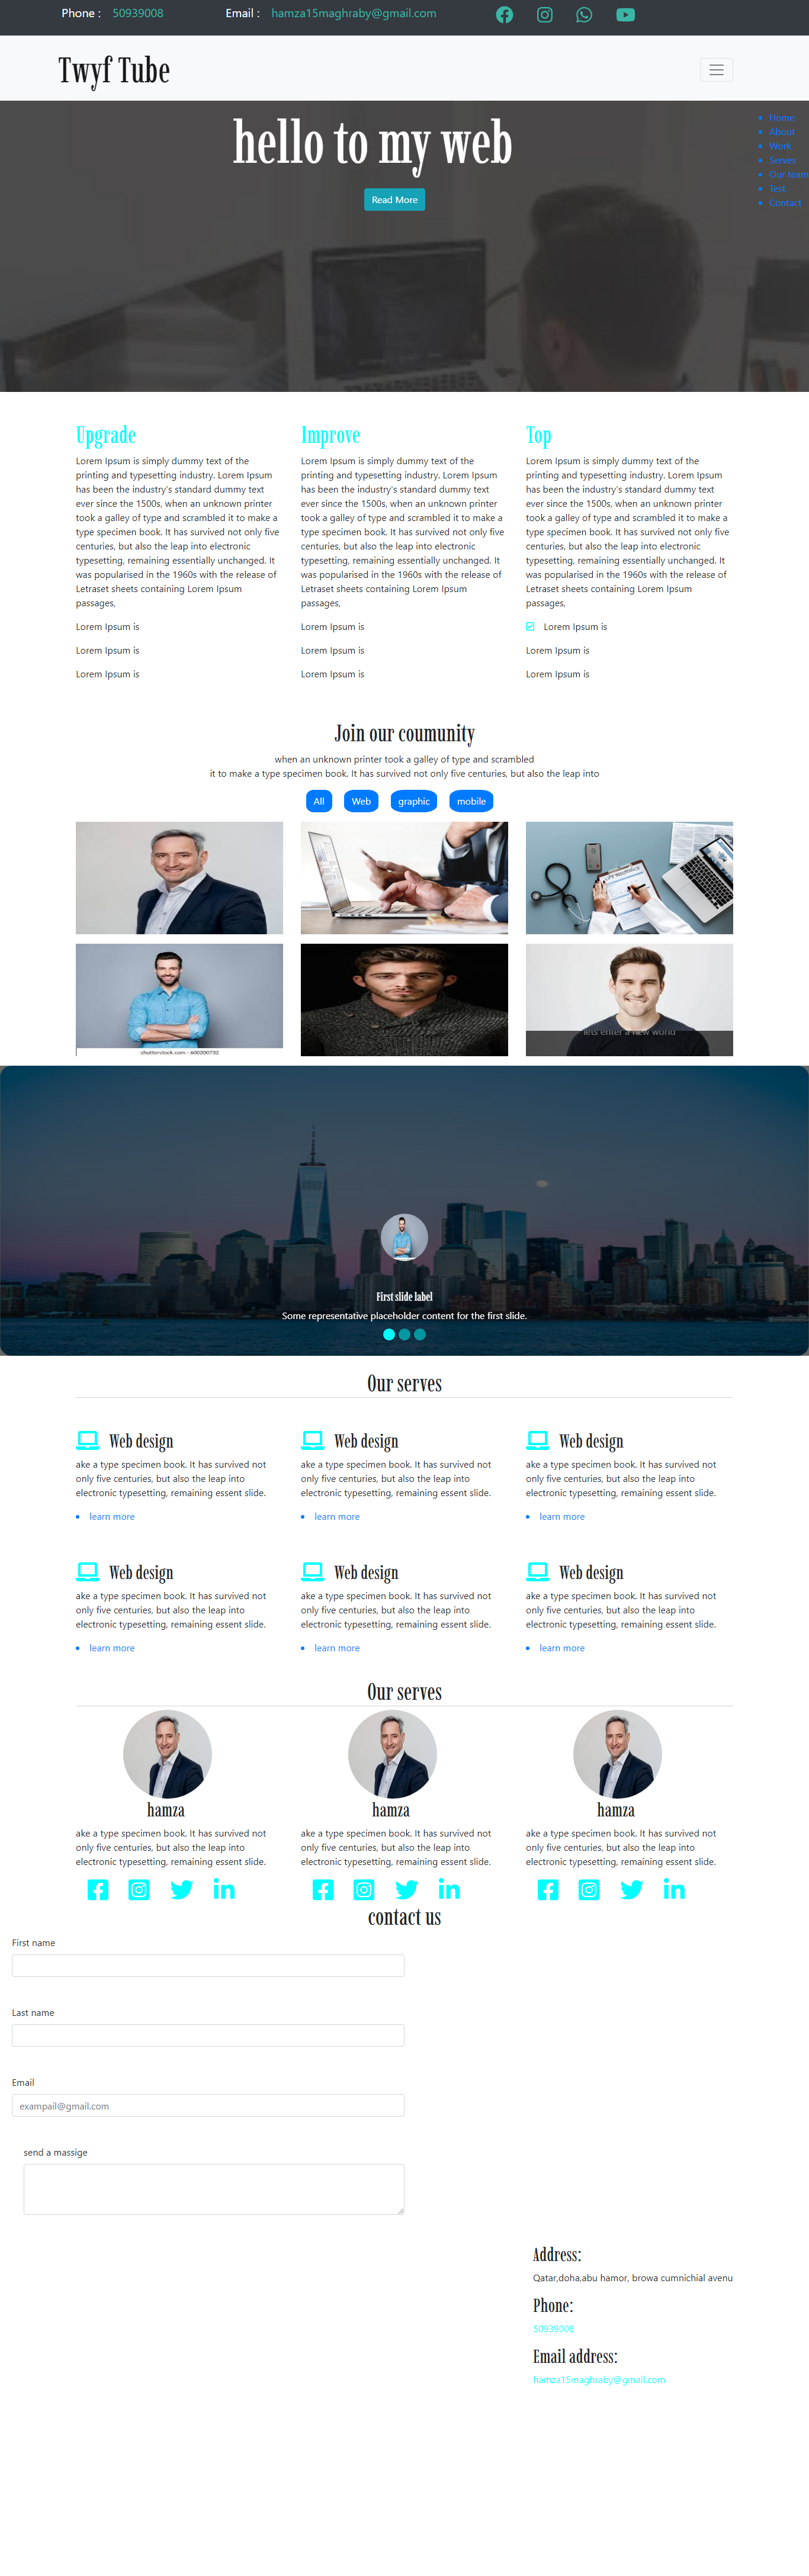 Phone : 50939008 Email : hamza15maghraby@gmail.com
Twyf Tube
hello to my web
Read More
Home
About
Work
Serves
Our team
Test
Contact
Upgrade
Lorem Ipsum is simply dummy text of the
printing and typesetting industry. Lorem Ipsum
has been the industry's standard dummy text
ever since the 1500s, when an unknown printer
took a galley of type and scrambled it to make a
type specimen book. It has survived not only five
centuries, but also the leap into electronic
typesetting, remaining essentially unchanged. It
was popularised in the 1960s with the release of
Letraset sheets containing Lorem Ipsum
passages,
Lorem Ipsum is
Lorem Ipsum is
Lorem Ipsum is
Improve
Lorem Ipsum is simply dummy text of the
printing and typesetting industry. Lorem Ipsum
has been the industry's standard dummy text
ever since the 1500s, when an unknown printer
took a galley of type and scrambled it to make a
type specimen book. It has survived not only five
centuries, but also the leap into electronic
typesetting, remaining essentially unchanged. It
was popularised in the 1960s with the release of
Letraset sheets containing Lorem Ipsum
passages,
Lorem Ipsum is
Lorem Ipsum is
Lorem Ipsum is
Top
Lorem Ipsum is simply dummy text of the
printing and typesetting industry. Lorem Ipsum
has been the industry's standard dummy text
ever since the 1500s, when an unknown printer
took a galley of type and scrambled it to make a
type specimen book. It has survived not only five
centuries, but also the leap into electronic
typesetting, remaining essentially unchanged. It
was popularised in the 1960s with the release of
Letraset sheets containing Lorem Ipsum
passages,
Lorem Ipsum is
Lorem Ipsum is
Lorem Ipsum is
Join our coumunity
when an unknown printer took a galley of type and scrambled
it to make a type specimen book. It has survived not only five centuries, but also the leap into
All Web graphic mobile
shutterstock.com · 600200732
lets enter a new world
First slide label
Some representative placeholder content for the first slide.
Our serves
Web design
ake a type specimen book. It has survived not
only five centuries, but also the leap into
electronic typesetting, remaining essent slide.
learn more
Web design
ake a type specimen book. It has survived not
only five centuries, but also the leap into
electronic typesetting, remaining essent slide.
learn more
Web design
ake a type specimen book. It has survived not
only five centuries, but also the leap into
electronic typesetting, remaining essent slide.
learn more
Web design
ake a type specimen book. It has survived not
only five centuries, but also the leap into
electronic typesetting, remaining essent slide.
learn more
Web design
ake a type specimen book. It has survived not
only five centuries, but also the leap into
electronic typesetting, remaining essent slide.
learn more
Web design
ake a type specimen book. It has survived not
only five centuries, but also the leap into
electronic typesetting, remaining essent slide.
learn more
Our serves
hamza
ake a type specimen book. It has survived not
only five centuries, but also the leap into
electronic typesetting, remaining essent slide.
hamza
ake a type specimen book. It has survived not
only five centuries, but also the leap into
electronic typesetting, remaining essent slide.
hamza
ake a type specimen book. It has survived not
only five centuries, but also the leap into
electronic typesetting, remaining essent slide.
contact us
First name
Last name
Email
exampail@gmail.com
send a massige
Address:
Qatar,doha,abu hamor, browa cumnichial avenu
Phone:
50939008
Email address:
hamza15maghraby@gmail.com